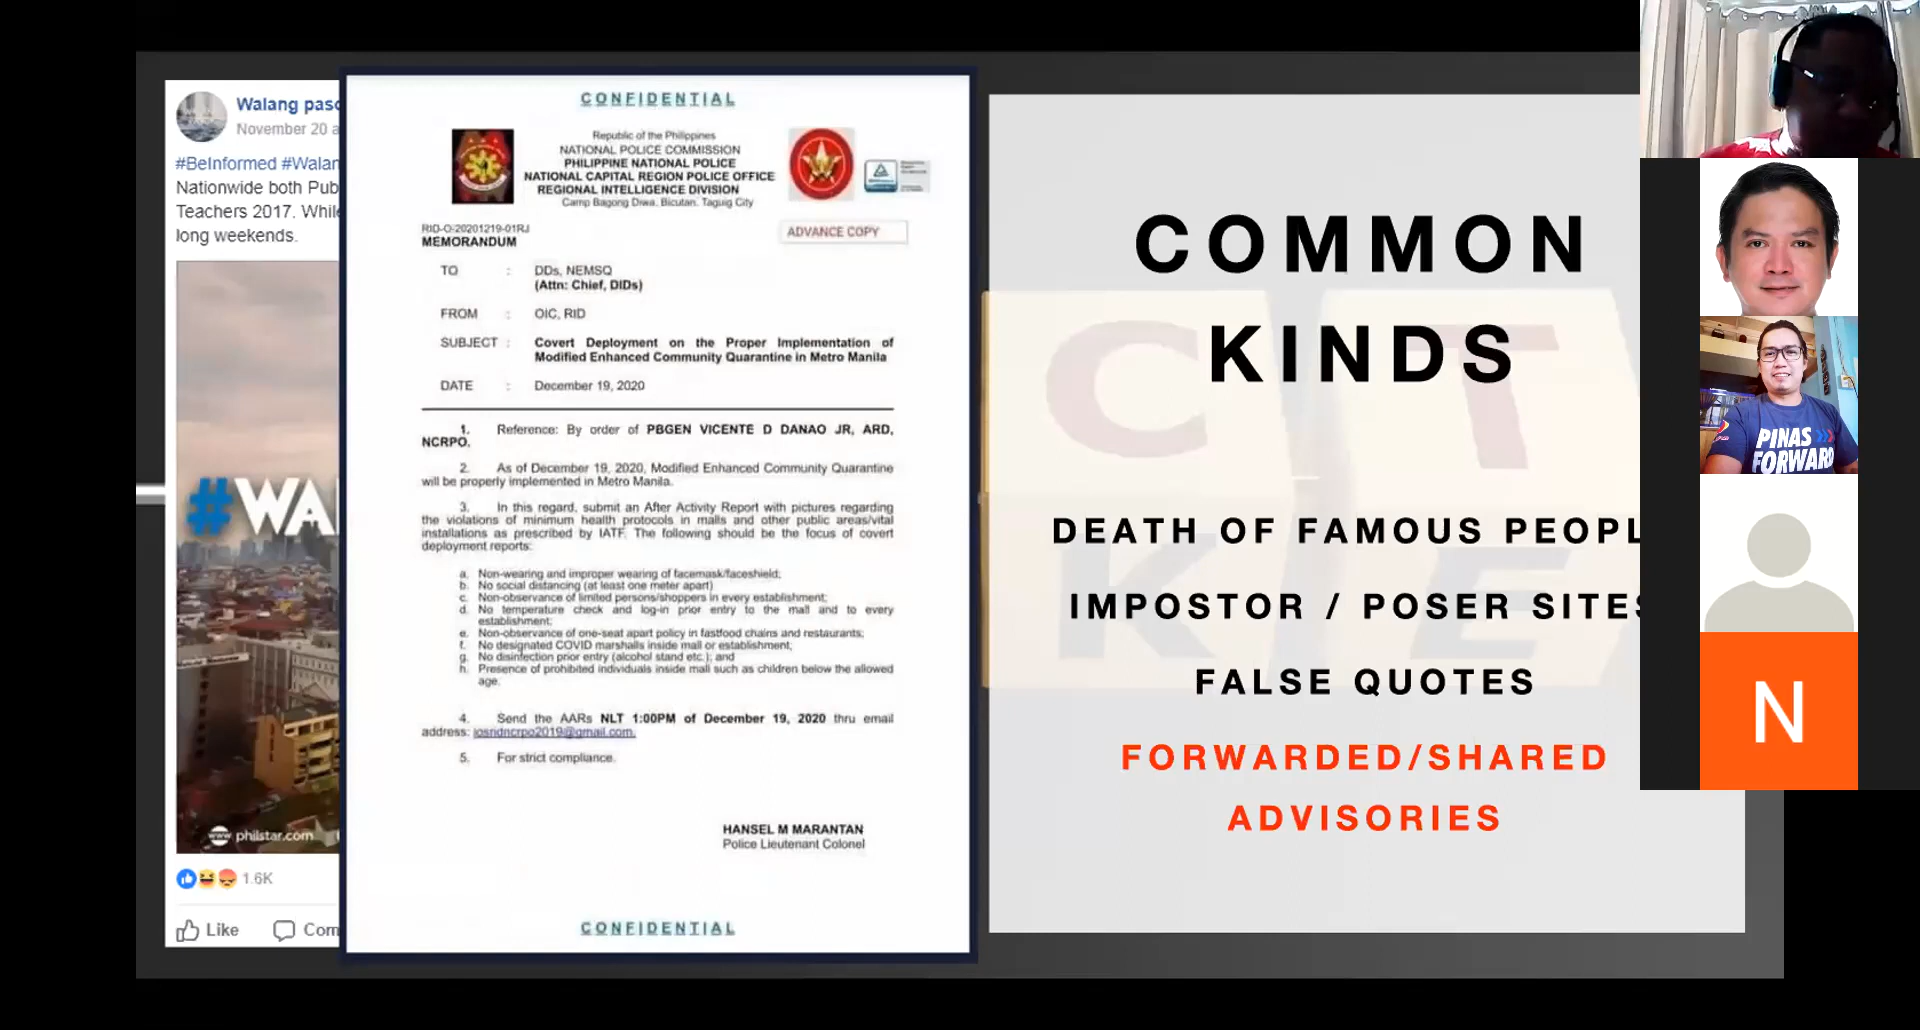 Walang paso
November 20 a
#BeInformed #Walan
Nationwide both Pub
Teachers 2017. While
long weekends.
#WA
www philstar.com
1.6K
Like
Com
CONFIDENTIAL
Republic of the Philippines
NATIONAL POLICE COMMISSION
PHILIPPINE NATIONAL POLICE
NATIONAL CAPITAL REGION POLICE OFFICE
REGIONAL INTELLIGENCE DIVISION
Camp Bagong Diwa, Bicutan, Taguig City
RID-O-20201219-01RJ
MEMORANDUM
ADVANCE COPY
TO : DDs, NEMSQ
(Attn: Chief, DIDs)
FROM : OIC, RID
SUBJECT : Covert Deployment on the Proper Implementation of
Modified Enhanced Community Quarantine in Metro Manila
DATE : December 19, 2020
1. Reference: By order of PBGEN VICENTE D DANAO JR, ARD,
NCRPO.
2. As of December 19, 2020, Modified Enhanced Community Quarantine
will be properly implemented in Metro Manila.
3. In this regard, submit an After Activity Report with pictures regarding
the violations of minimum health protocols in malls and other public areas/vital
installations as prescribed by IATF. The following should be the focus of covert
deployment reports:
a. Non-wearing and improper wearing of facemask/faceshield;
b. No social distancing (at least one meter apart)
c. Non-observance of limited persons/shoppers in every establishment;
d. No temperature check and log-in prior entry to the mall and to every
establishment;
e. Non-observance of one-seat apart policy in fastfood chains and restaurants;
f. No designated COVID marshalls inside mall or establishment;
g. No disinfection prior entry (alcohol stand etc.); and
h. Presence of prohibited individuals inside mall such as children below the allowed
age.
4. Send the AARs NLT 1:00PM of December 19, 2020 thru email
address: josridncrpo2019@gmail.com.
5. For strict compliance.
HANSEL M MARANTAN
Police Lieutenant Colonel
CONFIDENTIAL
COMMON
KINDS
DEATH OF FAMOUS PEOPL
IMPOSTOR / POSER SITES
FALSE QUOTES
FORWARDED/SHARED
ADVISORIES
C T
K E
PINAS
FORWARD
N